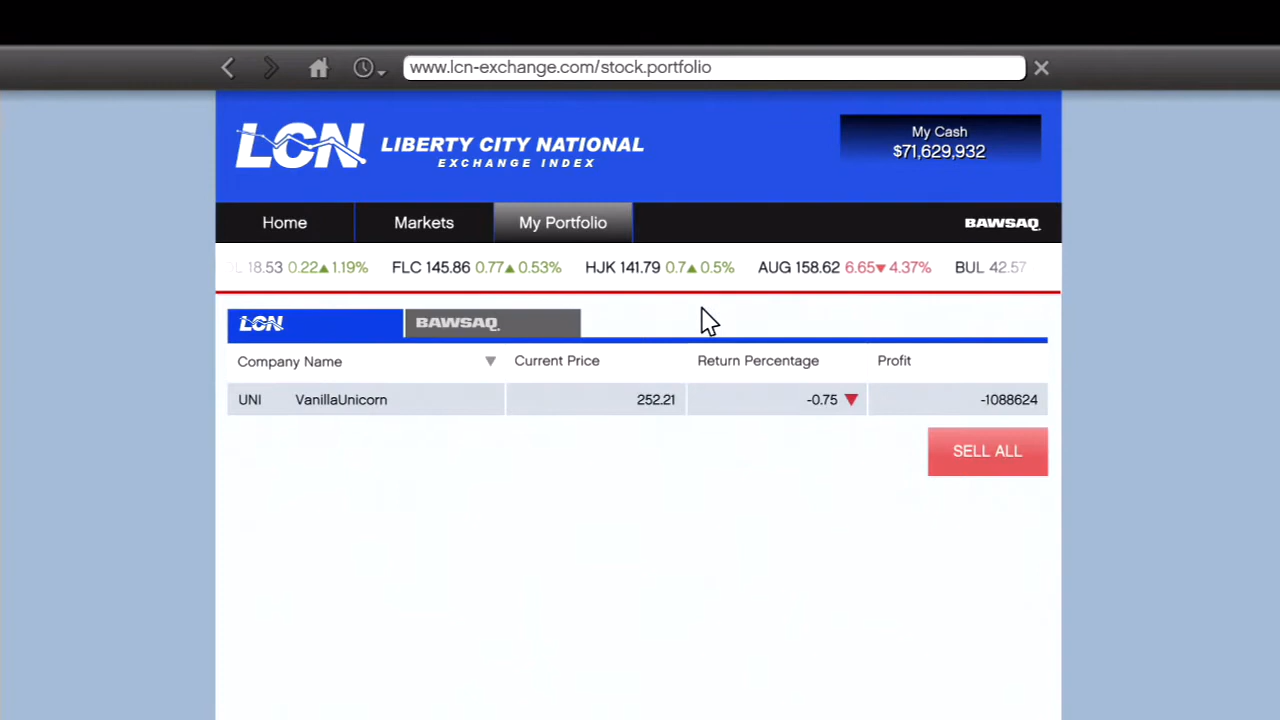 www.lcn-exchange.com/stock.portfolio
LCN LIBERTY CITY NATIONAL
EXCHANGE INDEX
My Cash
$71,629,932
Home Markets My Portfolio BAWSAQ
18.53 0.22▲1.19% FLC 145.86 0.77▲0.53% HJK 141.79 0.7▲0.5% AUG 158.62 6.65▼4.37% BUL 42.57
LCN BAWSAQ
Company Name ▼ Current Price Return Percentage Profit
UNI VanillaUnicorn 252.21 -0.75 ▼ -1088624
SELL ALL